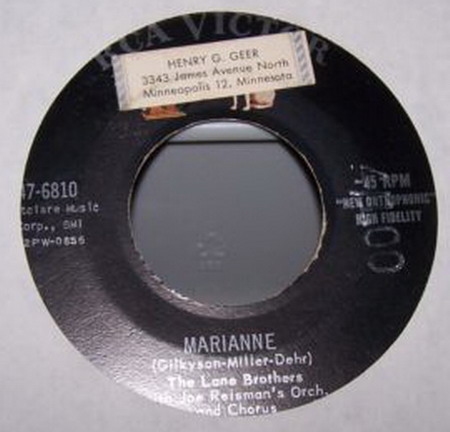 RCA VICTOR
HENRY G. GEER
3343 James Avenue North
Minneapolis 12, Minnesota
47-6810
Music
Corp., BMI
45 RPM
"NEW ORTHOPHONIC"
HIGH FIDELITY
MARIANNE
(Gilkyson-Miller-Dehr)
The Lane Brothers
Joe Reisman's Orch.
and Chorus